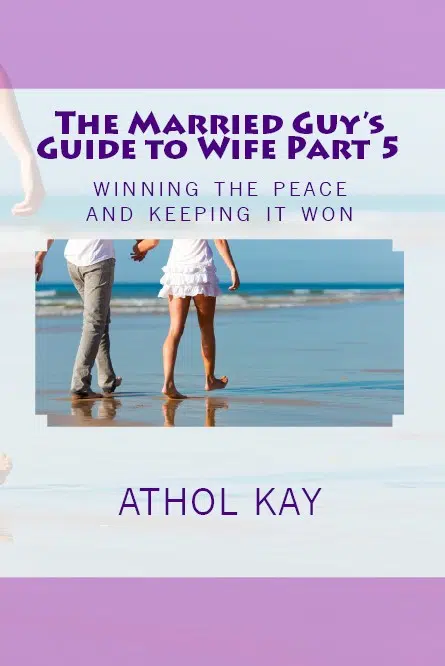 The Married Guy's
Guide to Wife Part 5
WINNING THE PEACE
AND KEEPING IT WON
ATHOL KAY